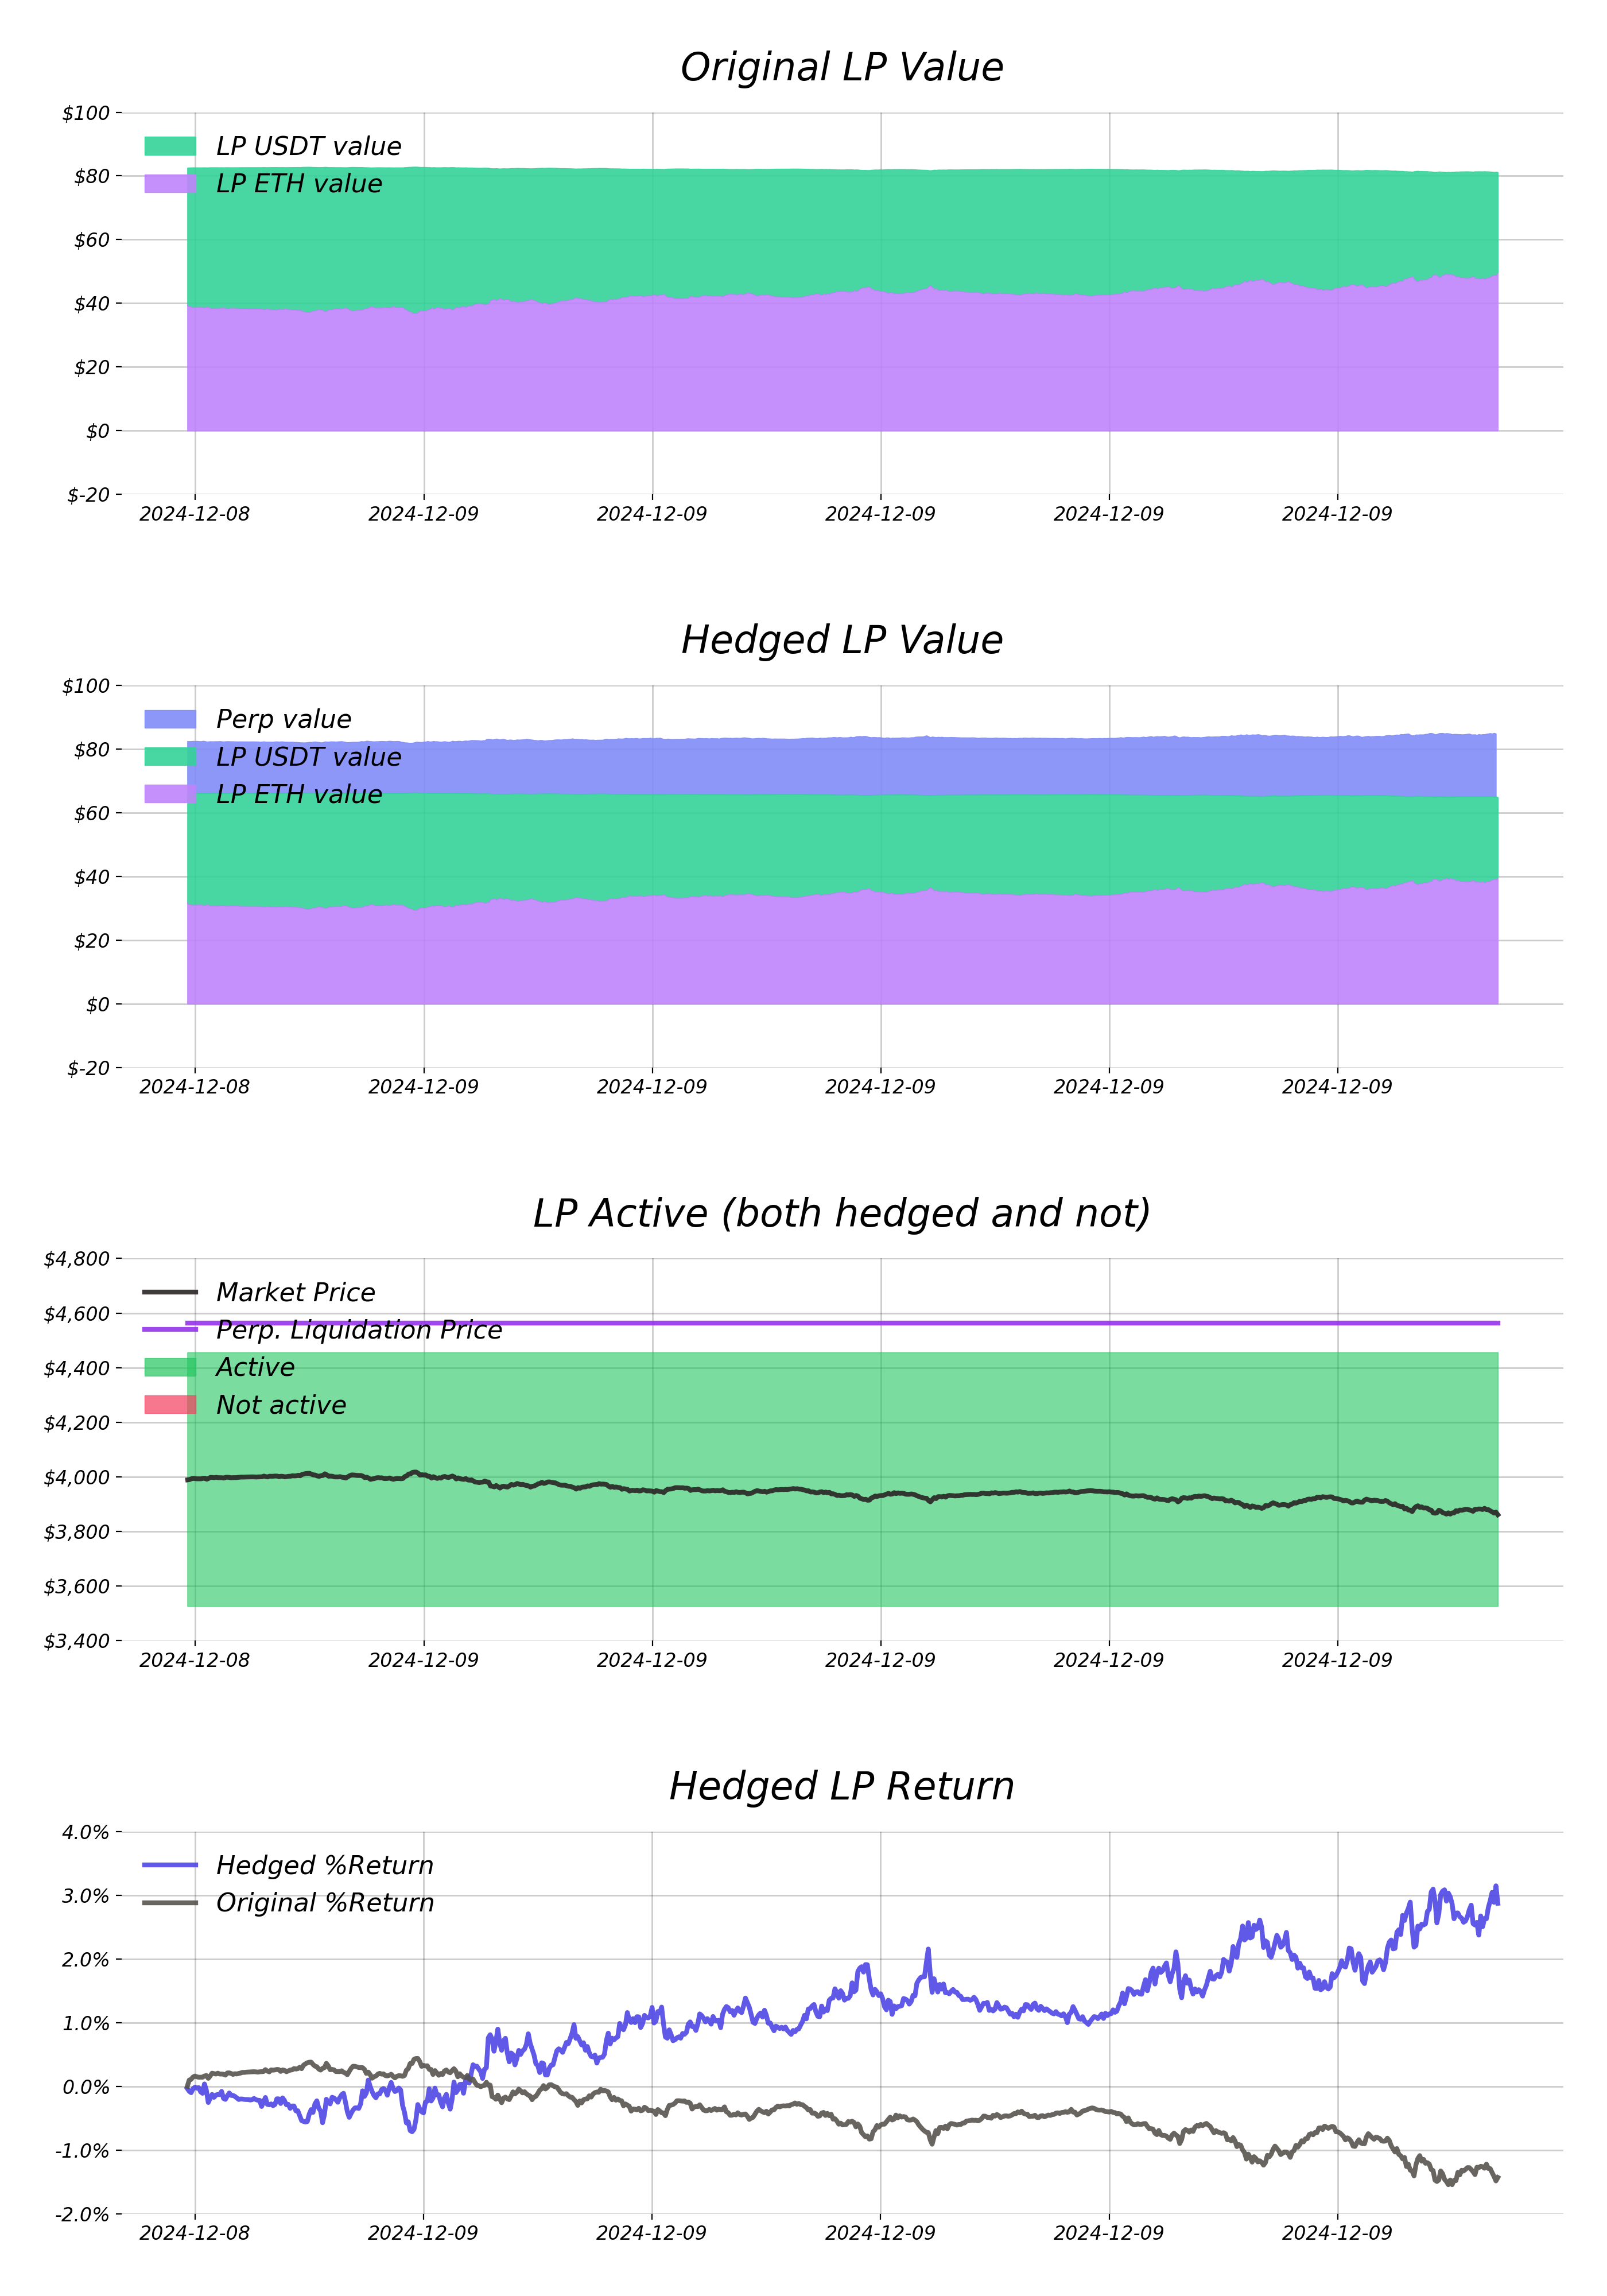 Original LP Value
$100
$80
$60
$40
$20
$0
$-20
LP USDT value
LP ETH value
2024-12-08 2024-12-09 2024-12-09 2024-12-09 2024-12-09 2024-12-09
Hedged LP Value
$100
$80
$60
$40
$20
$0
$-20
Perp value
LP USDT value
LP ETH value
2024-12-08 2024-12-09 2024-12-09 2024-12-09 2024-12-09 2024-12-09
LP Active (both hedged and not)
$4,800
$4,600
$4,400
$4,200
$4,000
$3,800
$3,600
$3,400
Market Price
Perp. Liquidation Price
Active
Not active
2024-12-08 2024-12-09 2024-12-09 2024-12-09 2024-12-09 2024-12-09
Hedged LP Return
4.0%
3.0%
2.0%
1.0%
0.0%
-1.0%
-2.0%
Hedged %Return
Original %Return
2024-12-08 2024-12-09 2024-12-09 2024-12-09 2024-12-09 2024-12-09